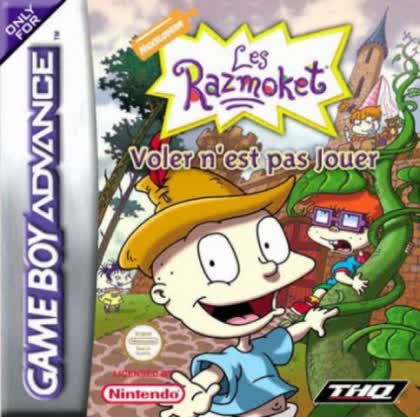 ONLY
FOR
GAME BOY ADVANCE
NICKELODEON
Les
Razmoket
Voler n'est pas Jouer
LICENSED BY
Nintendo
THQ